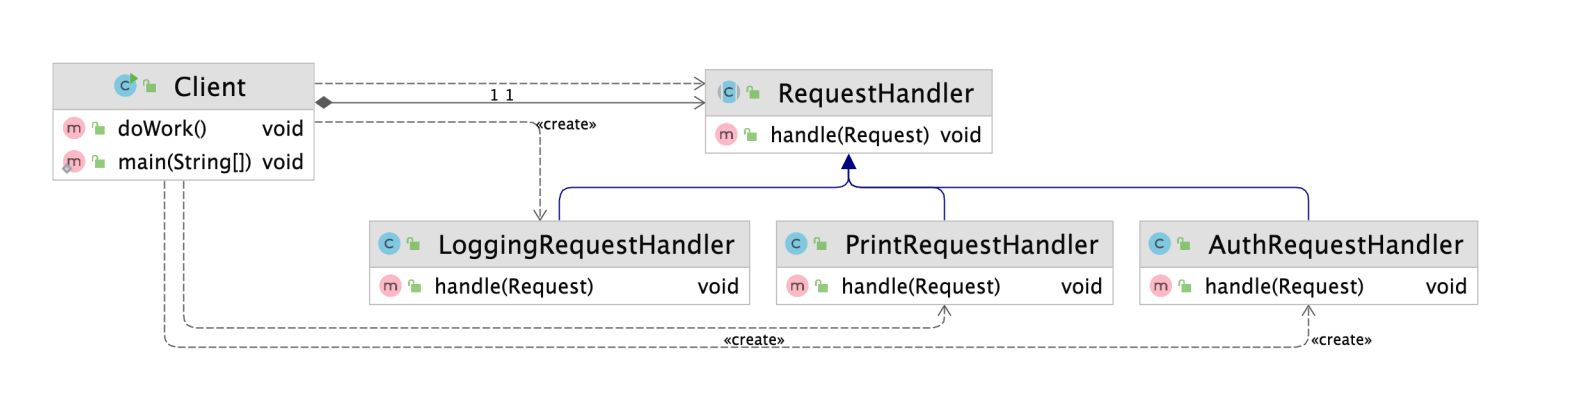 Client
doWork() void
main(String[]) void
1 1
«create»
RequestHandler
handle(Request) void
LoggingRequestHandler
handle(Request) void
PrintRequestHandler
handle(Request) void
AuthRequestHandler
handle(Request) void
«create»
«create»